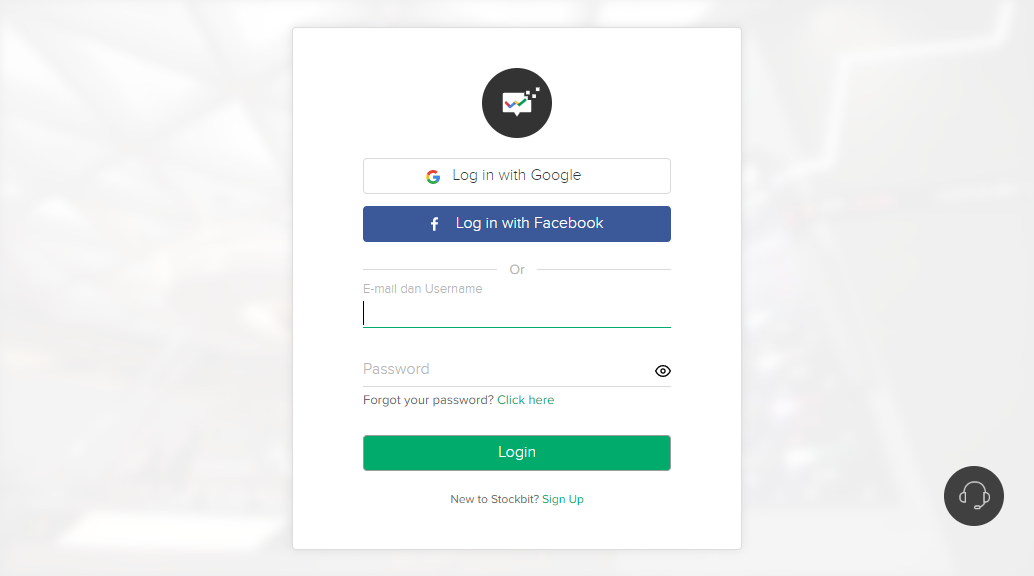 Log in with Google
Log in with Facebook
Or
E-mail dan Username
Password
Forgot your password? Click here
Login
New to Stockbit? Sign Up